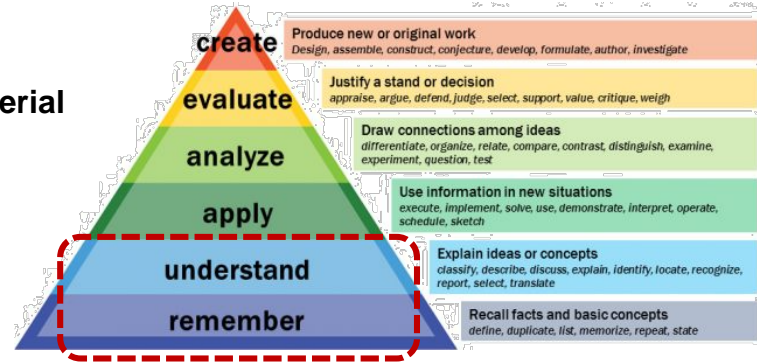 create
Produce new or original work
Design, assemble, construct, conjecture, develop, formulate, author, investigate
erial
evaluate
Justify a stand or decision
appraise, argue, defend, judge, select, support, value, critique, weigh
analyze
Draw connections among ideas
differentiate, organize, relate, compare, contrast, distinguish, examine,
experiment, question, test
apply
Use information in new situations
execute, implement, solve, use, demonstrate, interpret, operate,
schedule, sketch
understand
Explain ideas or concepts
classify, describe, discuss, explain, identify, locate, recognize,
report, select, translate
remember
Recall facts and basic concepts
define, duplicate, list, memorize, repeat, state